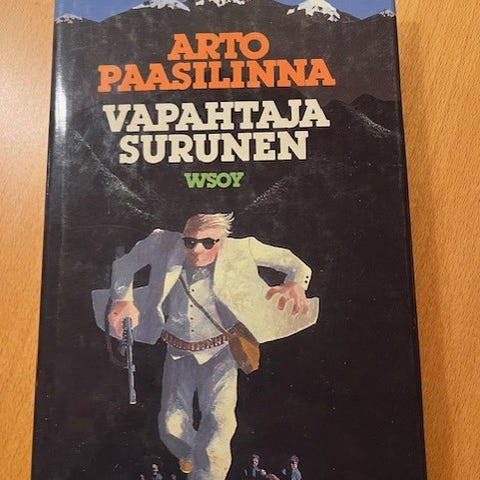 ARTO
PAASILINNA
VAPAHTAJA
SURUNEN
WSOY